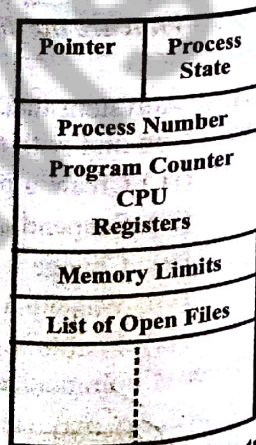 Pointer
Process
State
Process Number
Program Counter
CPU
Registers
Memory Limits
List of Open Files